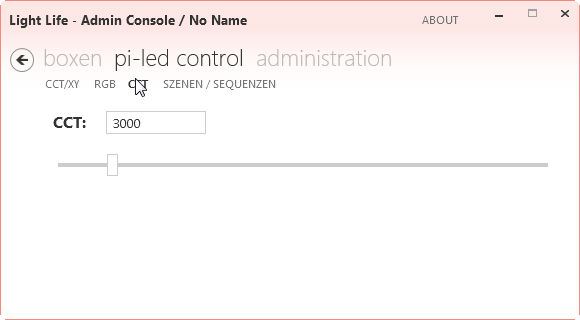 Light Life - Admin Console / No Name ABOUT
boxen pi-led control administration
CCT/XY RGB CCT SZENEN / SEQUENZEN
CCT: 3000